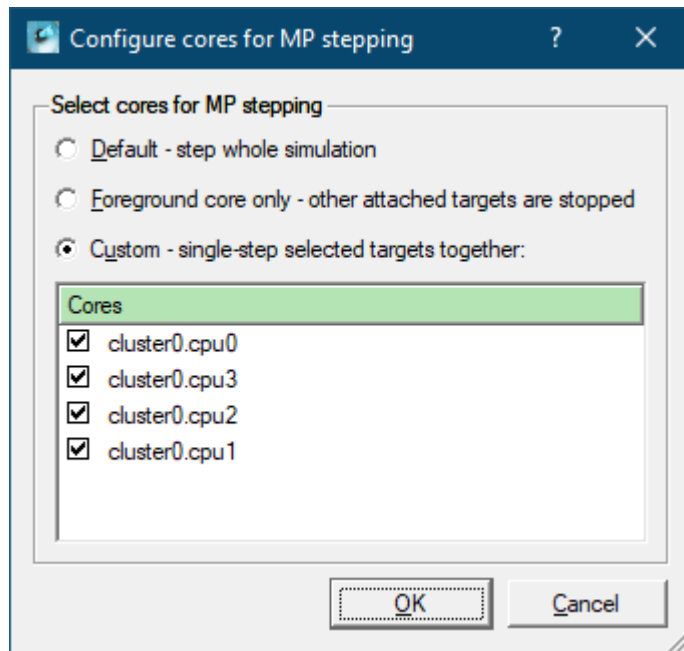 Configure cores for MP stepping
Select cores for MP stepping
Default - step whole simulation
Foreground core only - other attached targets are stopped
Custom - single-step selected targets together:
Cores
cluster0.cpu0
cluster0.cpu3
cluster0.cpu2
cluster0.cpu1
OK Cancel